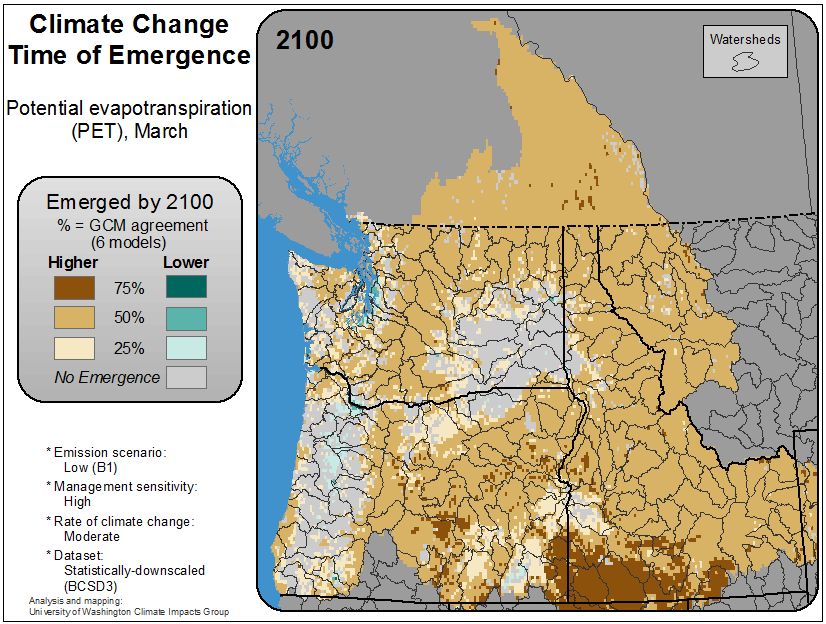 Climate Change
Time of Emergence
Potential evapotranspiration
(PET), March
Emerged by 2100
% = GCM agreement
(6 models)
Higher Lower
75%
50%
25%
No Emergence
* Emission scenario:
Low (B1)
* Management sensitivity:
High
* Rate of climate change:
Moderate
* Dataset:
Statistically-downscaled
(BCSD3)
Analysis and mapping:
University of Washington Climate Impacts Group
2100
Watersheds